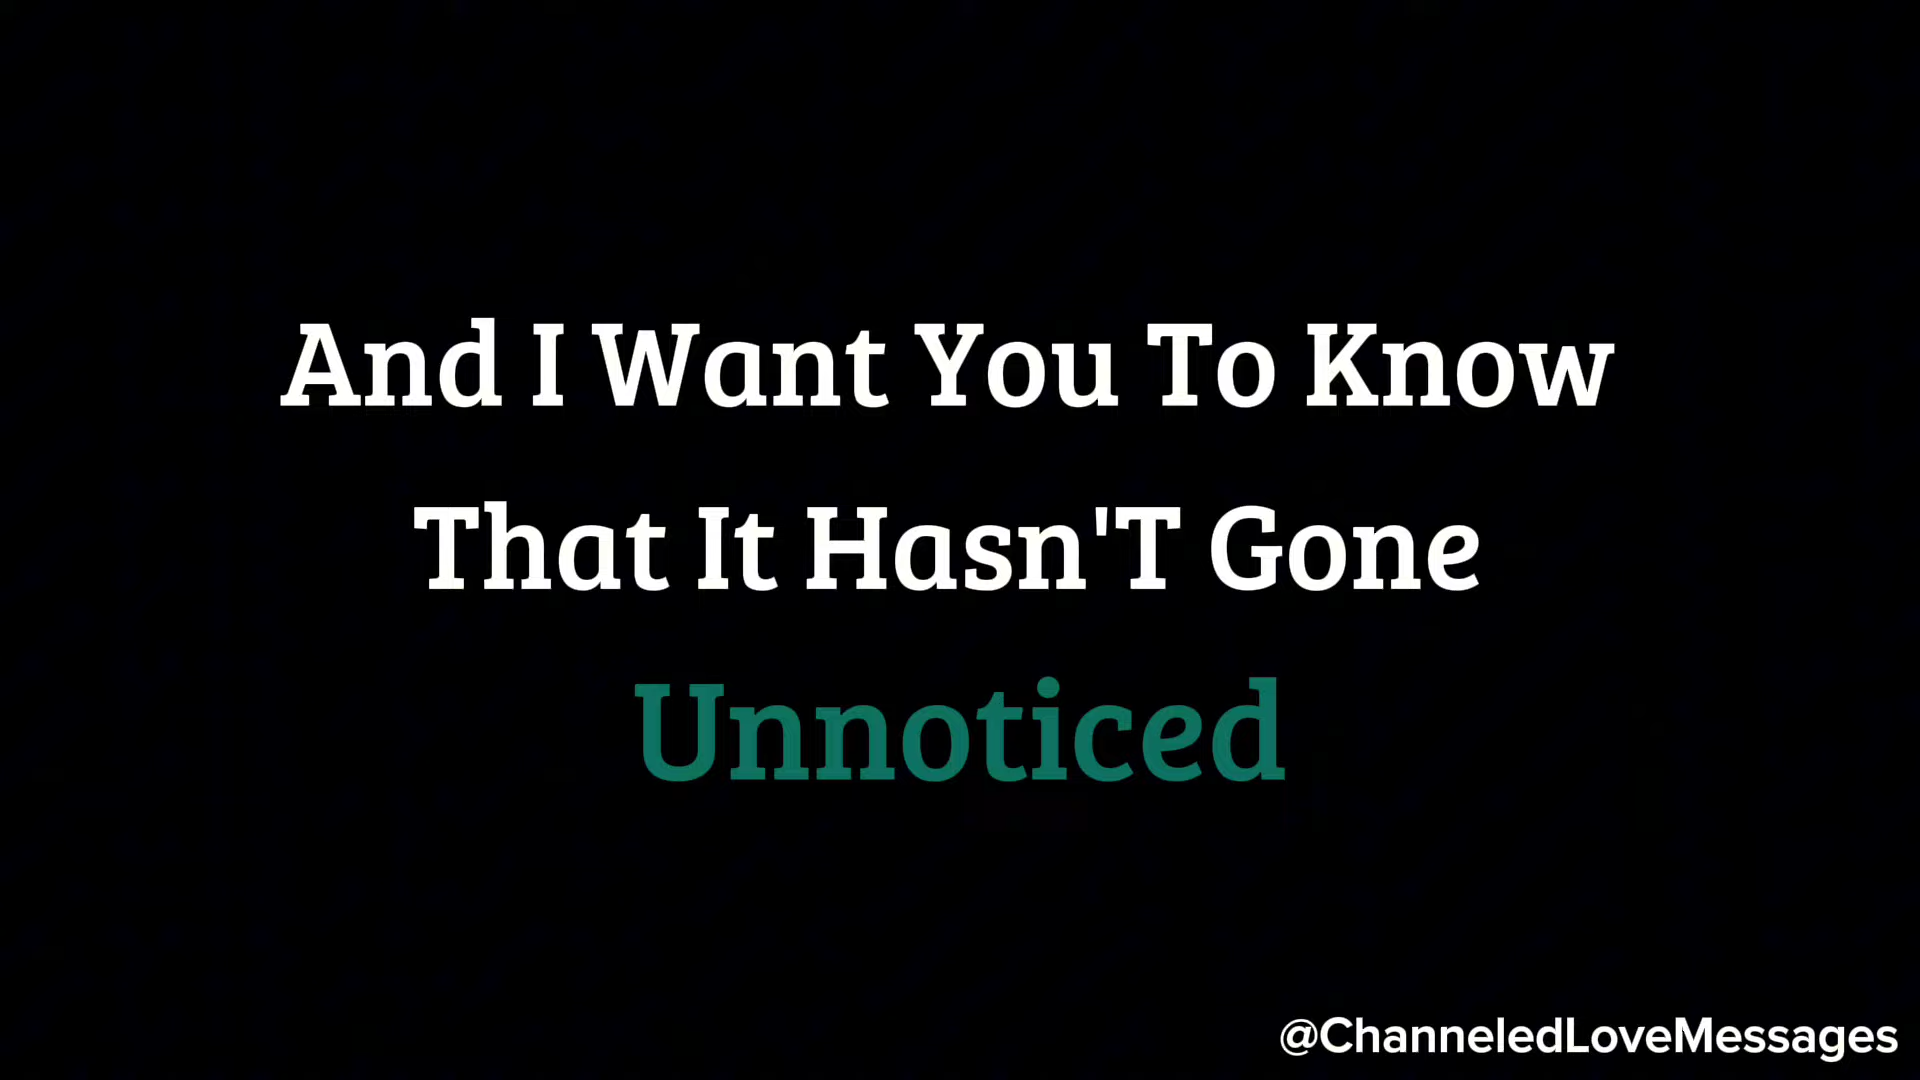 And I Want You To Know
That It Hasn'T Gone
Unnoticed
@ChanneledLoveMessages